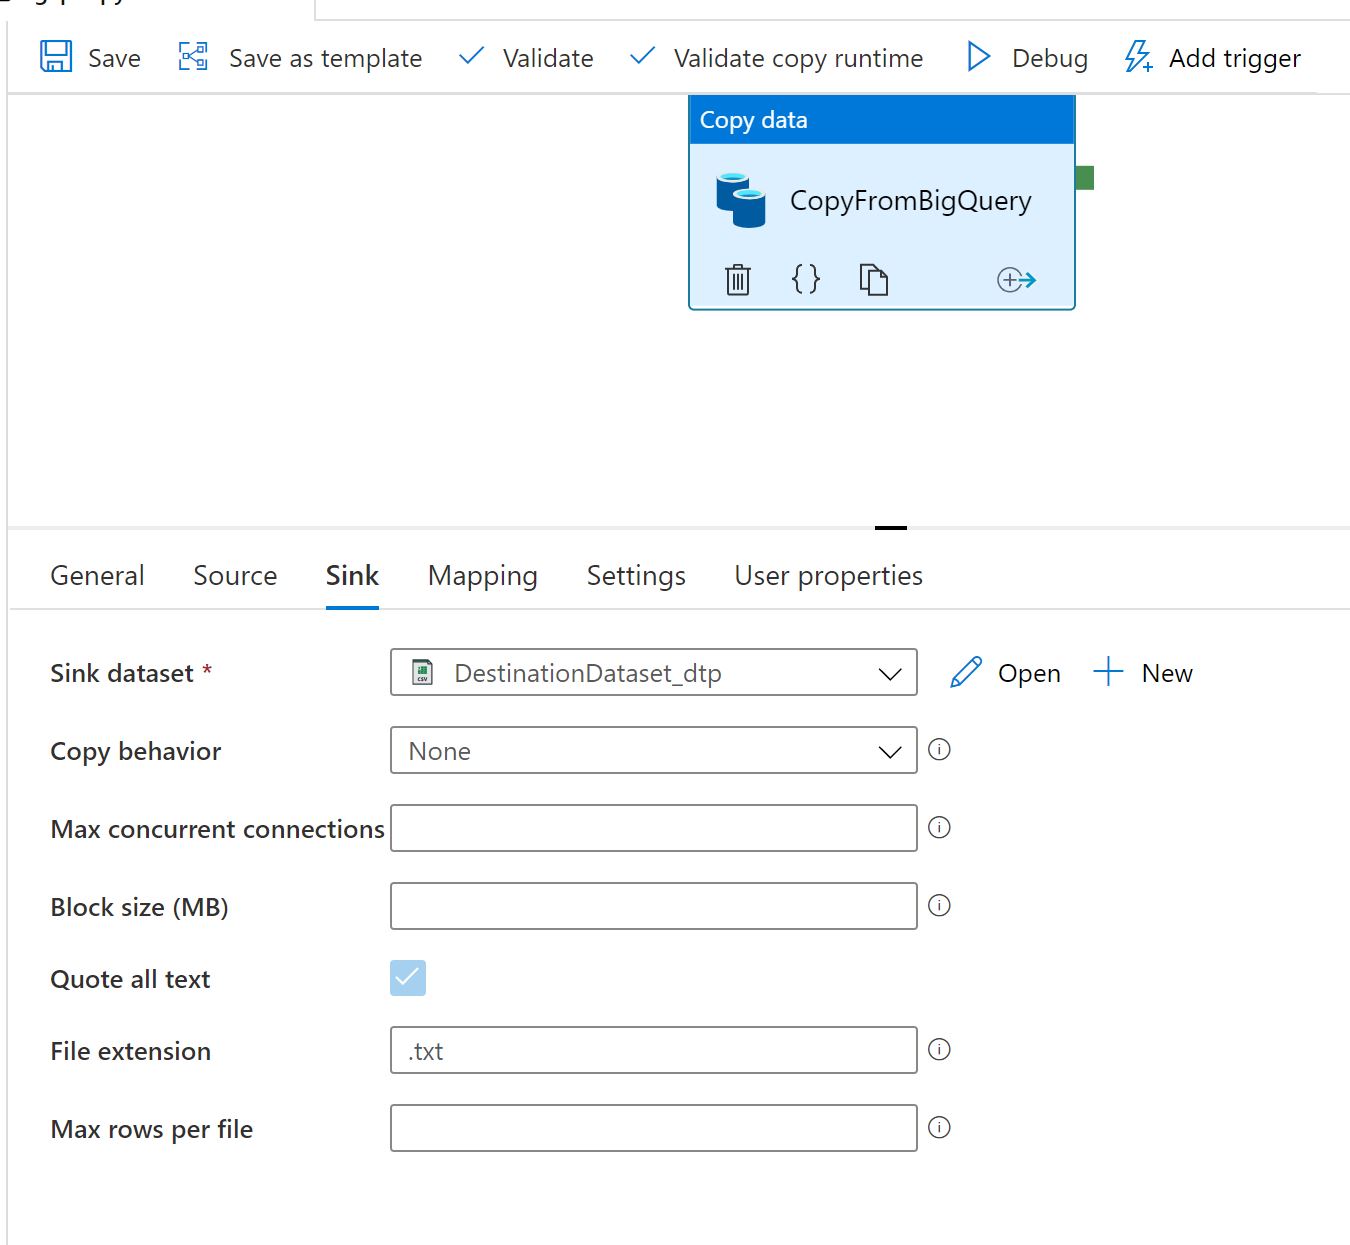 Save
Save as template
Validate
Validate copy runtime
Debug
Add trigger
Copy data
CopyFromBigQuery
General
Source
Sink
Mapping
Settings
User properties
Sink dataset *
CSV
DestinationDataset_dtp
Open
New
Copy behavior
None
Max concurrent connections
Block size (MB)
Quote all text
File extension
.txt
Max rows per file